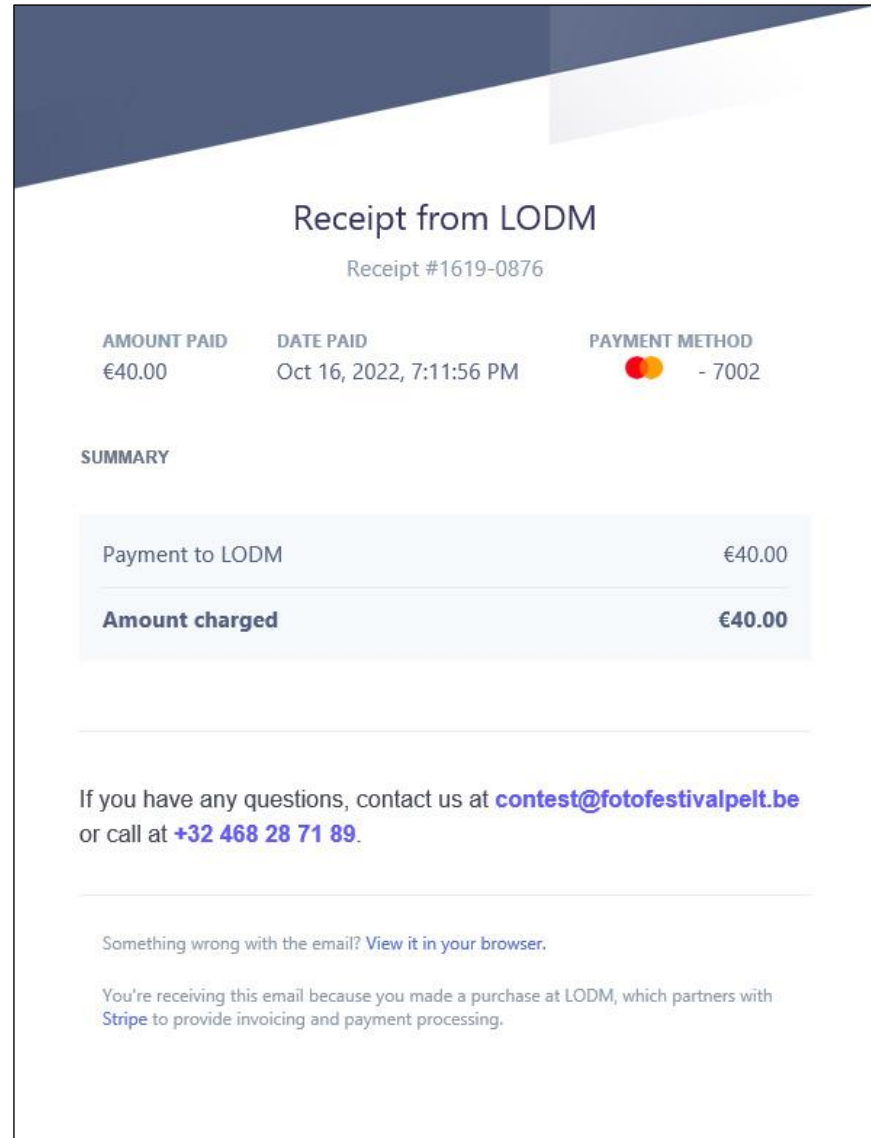 Receipt from LODM
Receipt #1619-0876
AMOUNT PAID DATE PAID PAYMENT METHOD
€40.00 Oct 16, 2022, 7:11:56 PM - 7002
SUMMARY
Payment to LODM €40.00
Amount charged €40.00
If you have any questions, contact us at contest@fotofestivalpelt.be
or call at +32 468 28 71 89.
Something wrong with the email? View it in your browser.
You're receiving this email because you made a purchase at LODM, which partners with
Stripe to provide invoicing and payment processing.